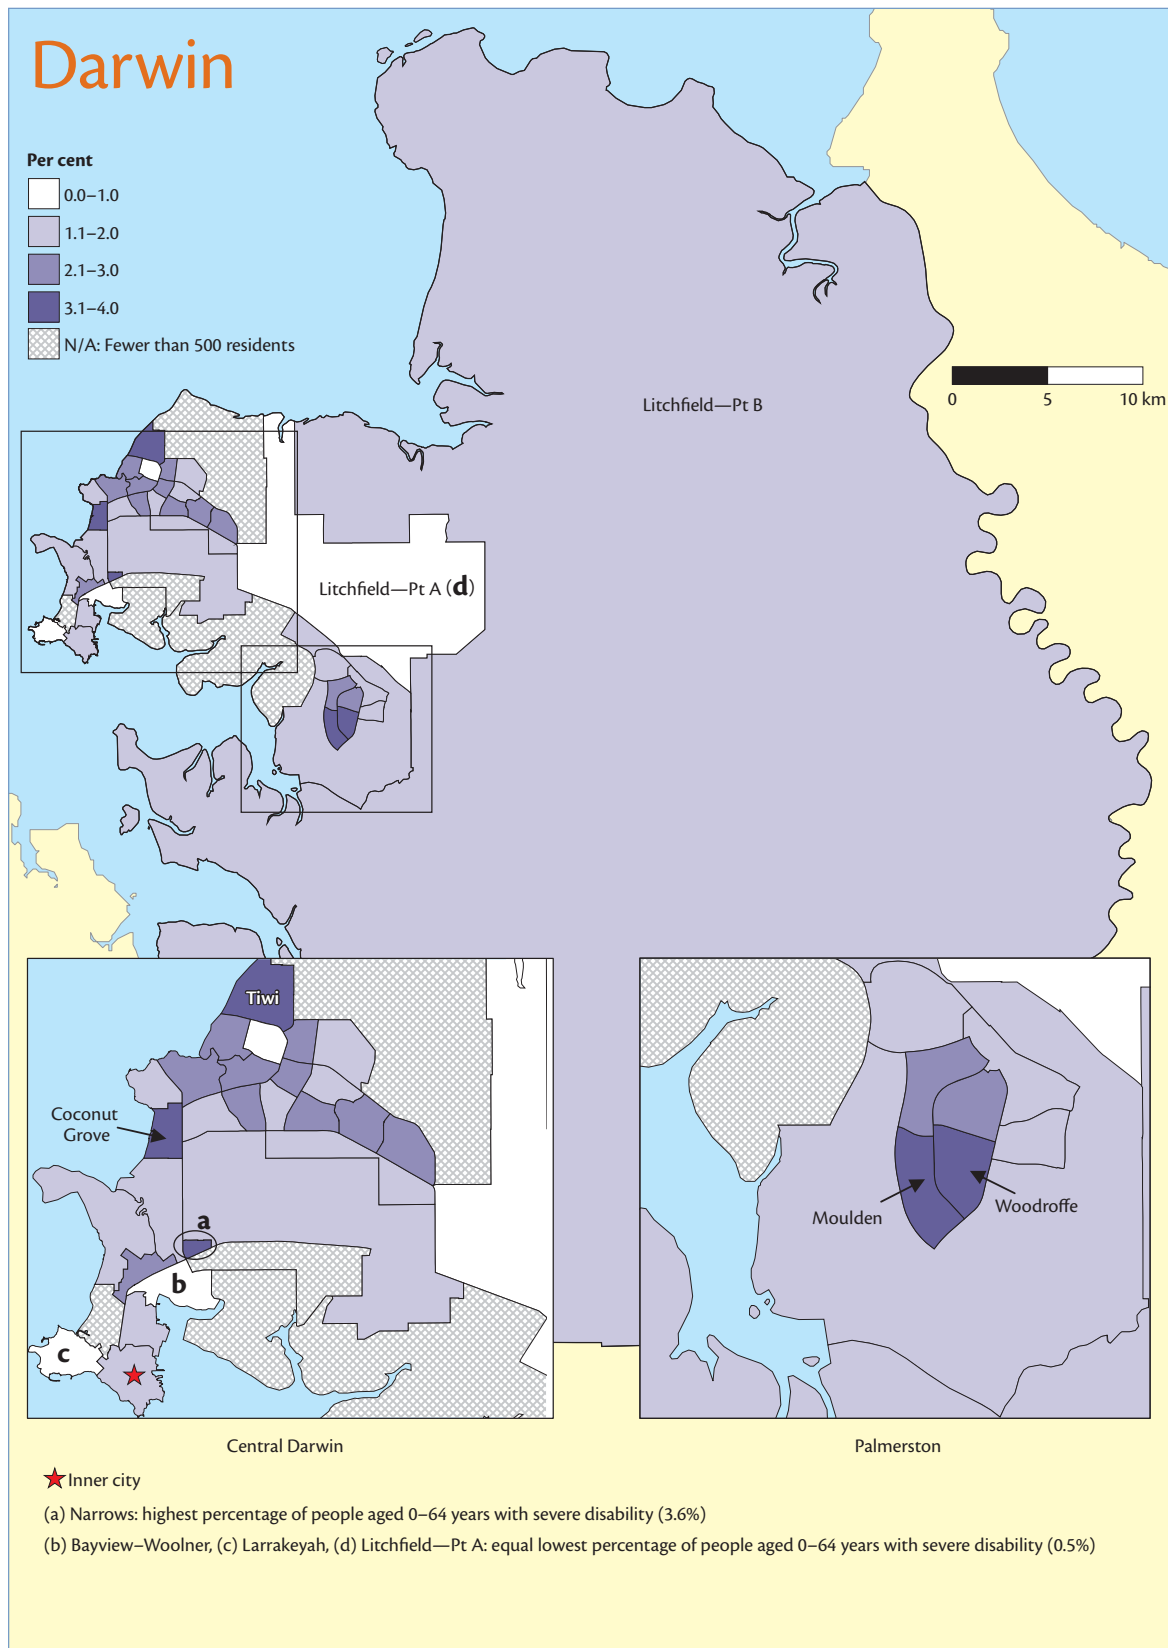 Darwin
Per cent
0.0–1.0
1.1–2.0
2.1–3.0
3.1–4.0
N/A: Fewer than 500 residents
Litchfield—Pt B
0 5 10 km
Litchfield—Pt A (d)
Tiwi
Coconut
Grove
a
b
c
Moulden
Woodroffe
Central Darwin
Palmerston
Inner city
(a) Narrows: highest percentage of people aged 0–64 years with severe disability (3.6%)
(b) Bayview–Woolner, (c) Larrakeyah, (d) Litchfield—Pt A: equal lowest percentage of people aged 0–64 years with severe disability (0.5%)